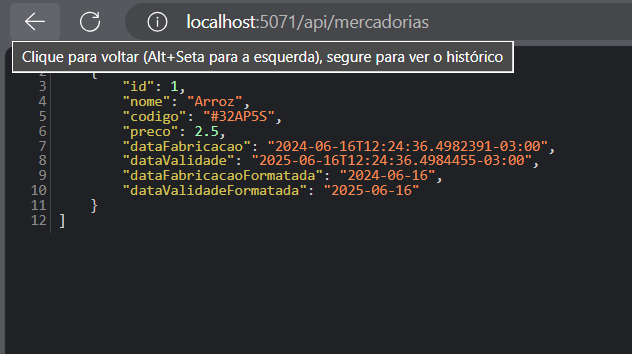 localhost:5071/api/mercadorias
Clique para voltar (Alt+Seta para a esquerda), segure para ver o histórico
2 {
3 "id": 1,
4 "nome": "Arroz",
5 "codigo": "#32AP5S",
6 "preco": 2.5,
7 "dataFabricacao": "2024-06-16T12:24:36.4982391-03:00",
8 "dataValidade": "2025-06-16T12:24:36.4984455-03:00",
9 "dataFabricacaoFormatada": "2024-06-16",
10 "dataValidadeFormatada": "2025-06-16"
11 }
12 ]